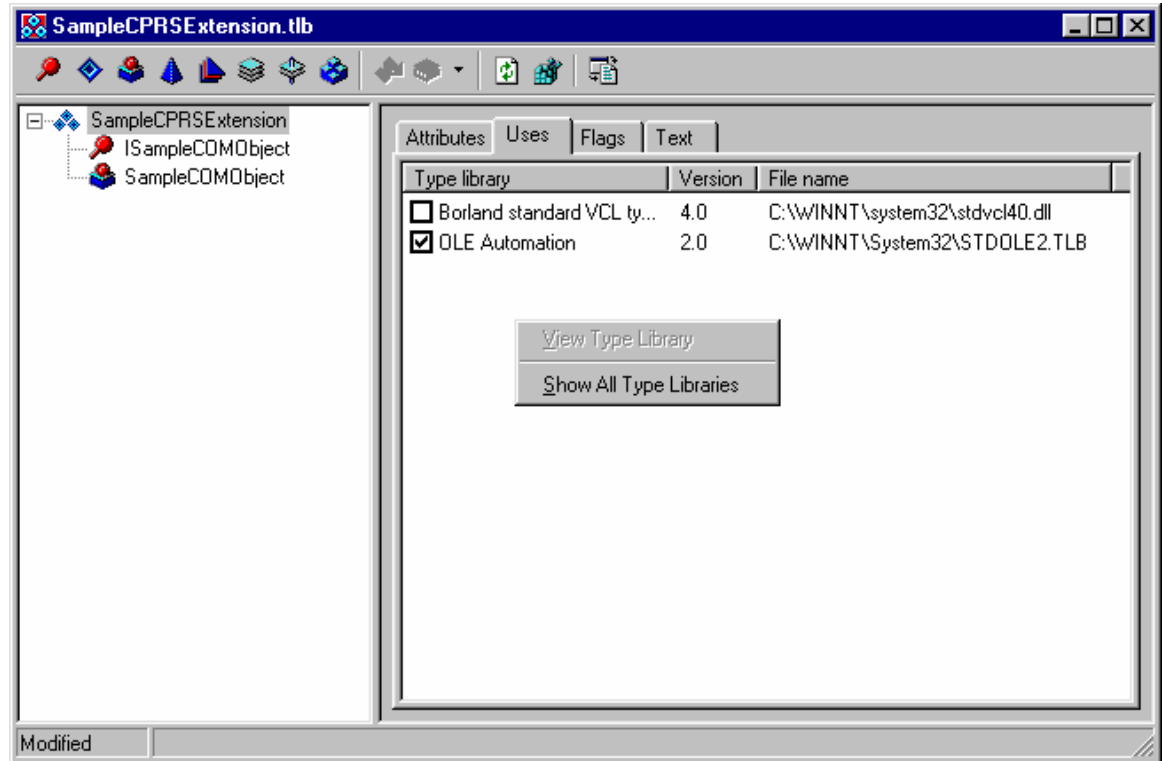 SampleCPRSExtension.tlb
SampleCPRSExtension
ISampleCOMObject
SampleCOMObject
Attributes Uses Flags Text
Type library Version File name
Borland standard VCL ty... 4.0 C:\WINNT\system32\stdvcl40.dll
OLE Automation 2.0 C:\WINNT\System32\STDOLE2.TLB
View Type Library
Show All Type Libraries
Modified